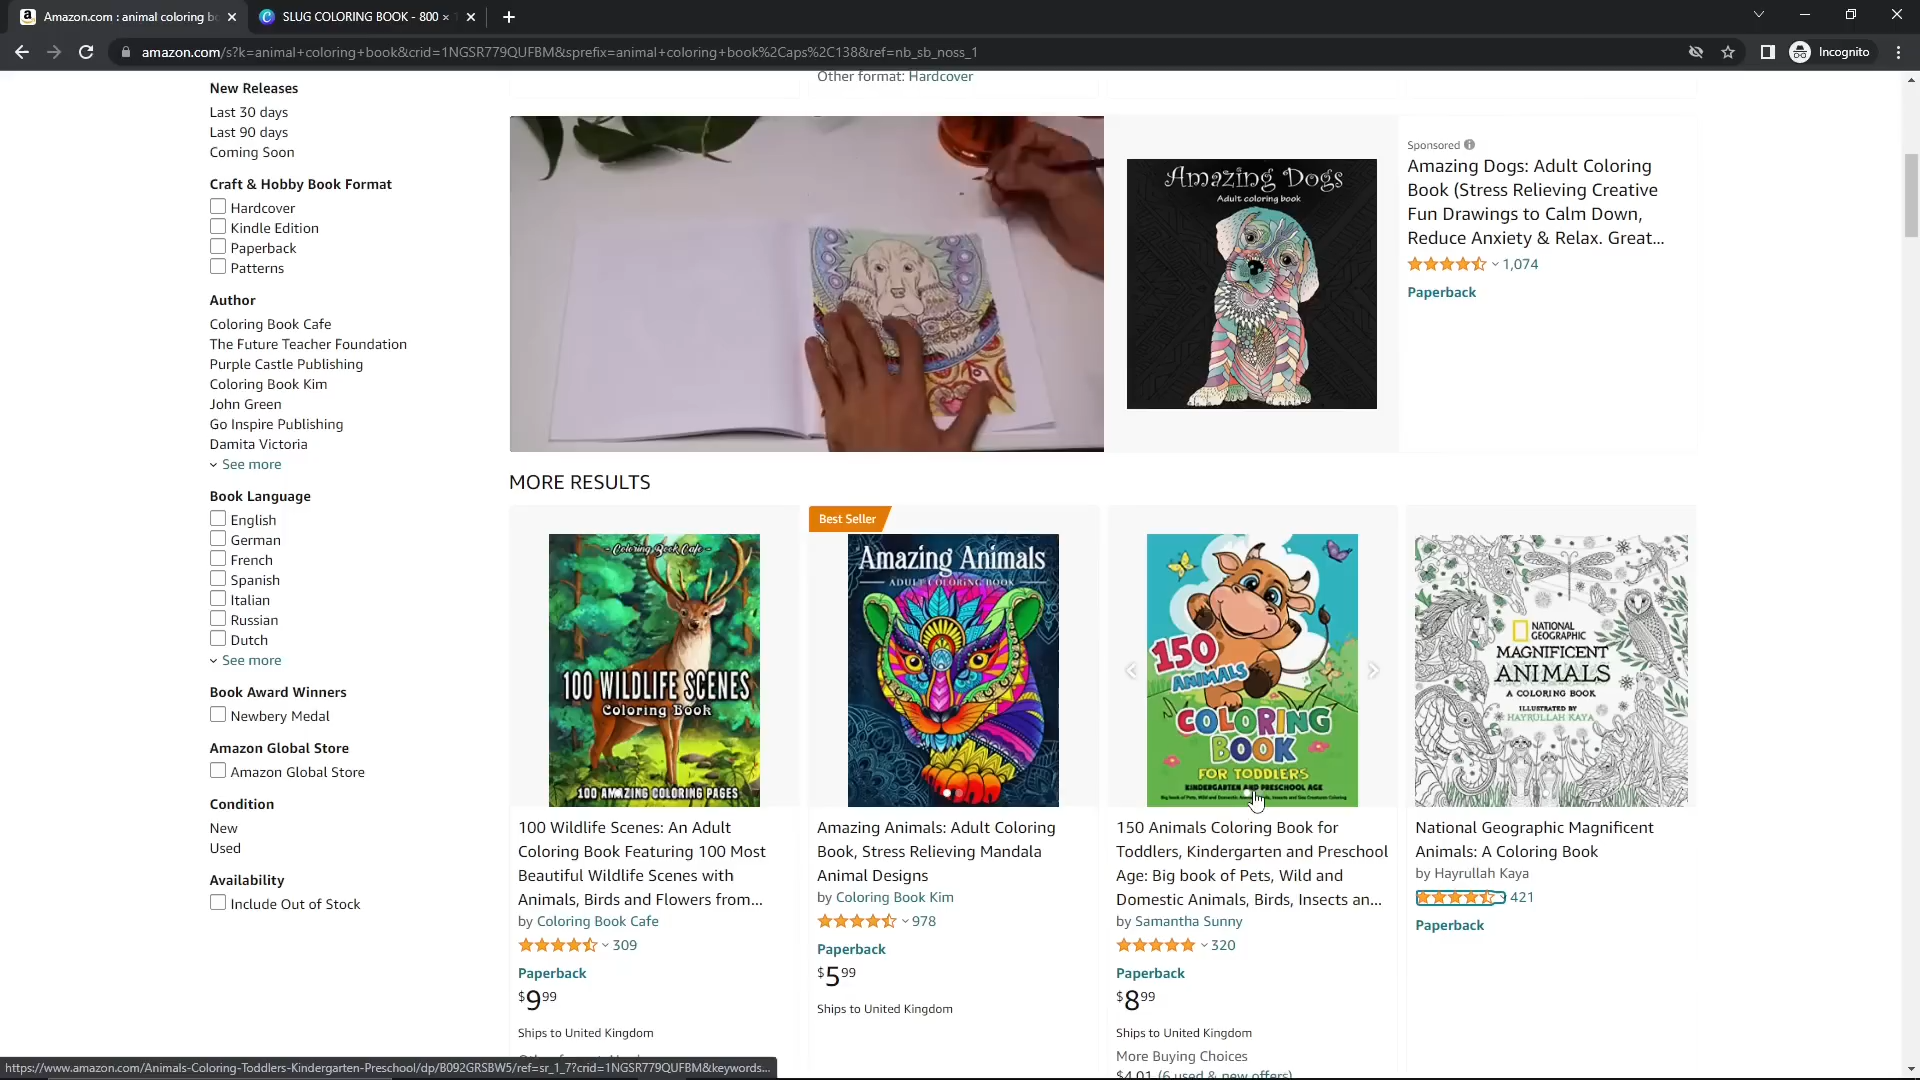 Amazon.com : animal coloring b
SLUG COLORING BOOK - 800 ×
amazon.com/s?k=animal+coloring+book&crid=1NGSR779QUFBM&sprefix=animal+coloring+book%2Caps%2C138&ref=nb_sb_noss_1
Incognito
New Releases
Last 30 days
Last 90 days
Coming Soon
Craft & Hobby Book Format
Hardcover
Kindle Edition
Paperback
Patterns
Author
Coloring Book Cafe
The Future Teacher Foundation
Purple Castle Publishing
Coloring Book Kim
John Green
Go Inspire Publishing
Damita Victoria
See more
Book Language
English
German
French
Spanish
Italian
Russian
Dutch
See more
Book Award Winners
Newbery Medal
Amazon Global Store
Amazon Global Store
Condition
New
Used
Availability
Include Out of Stock
Other format: Hardcover
Amazing Dogs
Adult coloring book
Sponsored
Amazing Dogs: Adult Coloring
Book (Stress Relieving Creative
Fun Drawings to Calm Down,
Reduce Anxiety & Relax. Great...
1,074
Paperback
MORE RESULTS
- Coloring Book Cafe -
100 WILDLIFE SCENES
Coloring Book
100 AMAZING COLORING PAGES
100 Wildlife Scenes: An Adult
Coloring Book Featuring 100 Most
Beautiful Wildlife Scenes with
Animals, Birds and Flowers from...
by Coloring Book Cafe
309
Paperback
$9.99
Ships to United Kingdom
Best Seller
Amazing Animals
ADULT COLORING BOOK
Amazing Animals: Adult Coloring
Book, Stress Relieving Mandala
Animal Designs
by Coloring Book Kim
978
Paperback
$5.99
Ships to United Kingdom
150
ANIMALS
COLORING
BOOK
FOR TODDLERS
KINDERGARTEN AND PRESCHOOL AGE
150 Animals Coloring Book for
Toddlers, Kindergarten and Preschool
Age: Big book of Pets, Wild and
Domestic Animals, Birds, Insects an...
by Samantha Sunny
320
Paperback
$8.99
Ships to United Kingdom
More Buying Choices
$4.01 (6 used & new offers)
NATIONAL
GEOGRAPHIC
MAGNIFICENT
ANIMALS
A COLORING BOOK
ILLUSTRATED BY
HAYRULLAH KAYA
National Geographic Magnificent
Animals: A Coloring Book
by Hayrullah Kaya
421
Paperback
https://www.amazon.com/Animals-Coloring-Toddlers-Kindergarten-Preschool/dp/B092GRSBW5/ref=sr_1_7?crid=1NGSR779QUFBM&keywords...